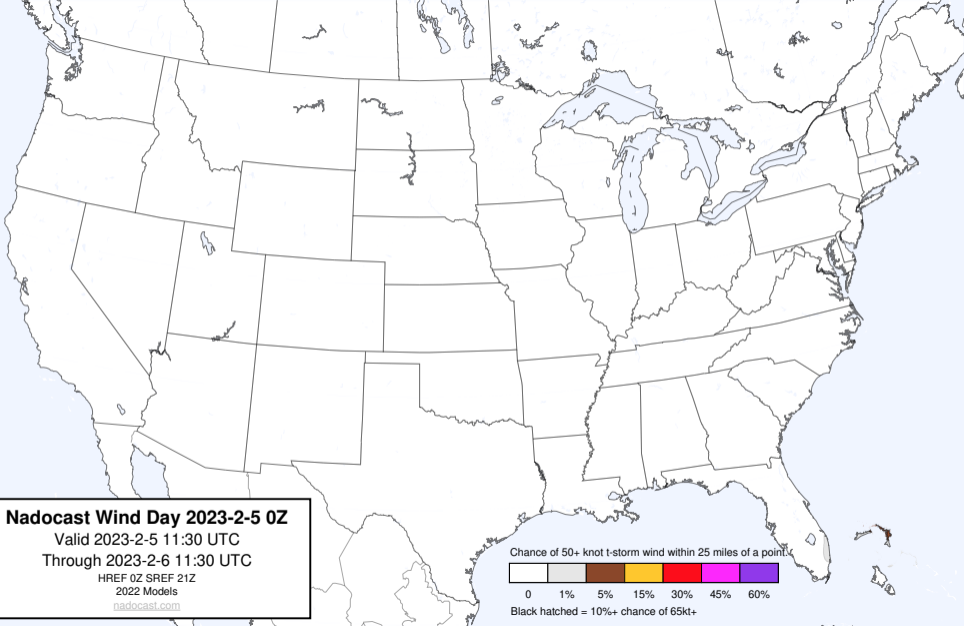 Nadocast Wind Day 2023-2-5 0Z
Valid 2023-2-5 11:30 UTC
Through 2023-2-6 11:30 UTC
HREF 0Z SREF 21Z
2022 Models
nadocast.com
Chance of 50+ knot t-storm wind within 25 miles of a point.
0 1% 5% 15% 30% 45% 60%
Black hatched = 10%+ chance of 65kt+